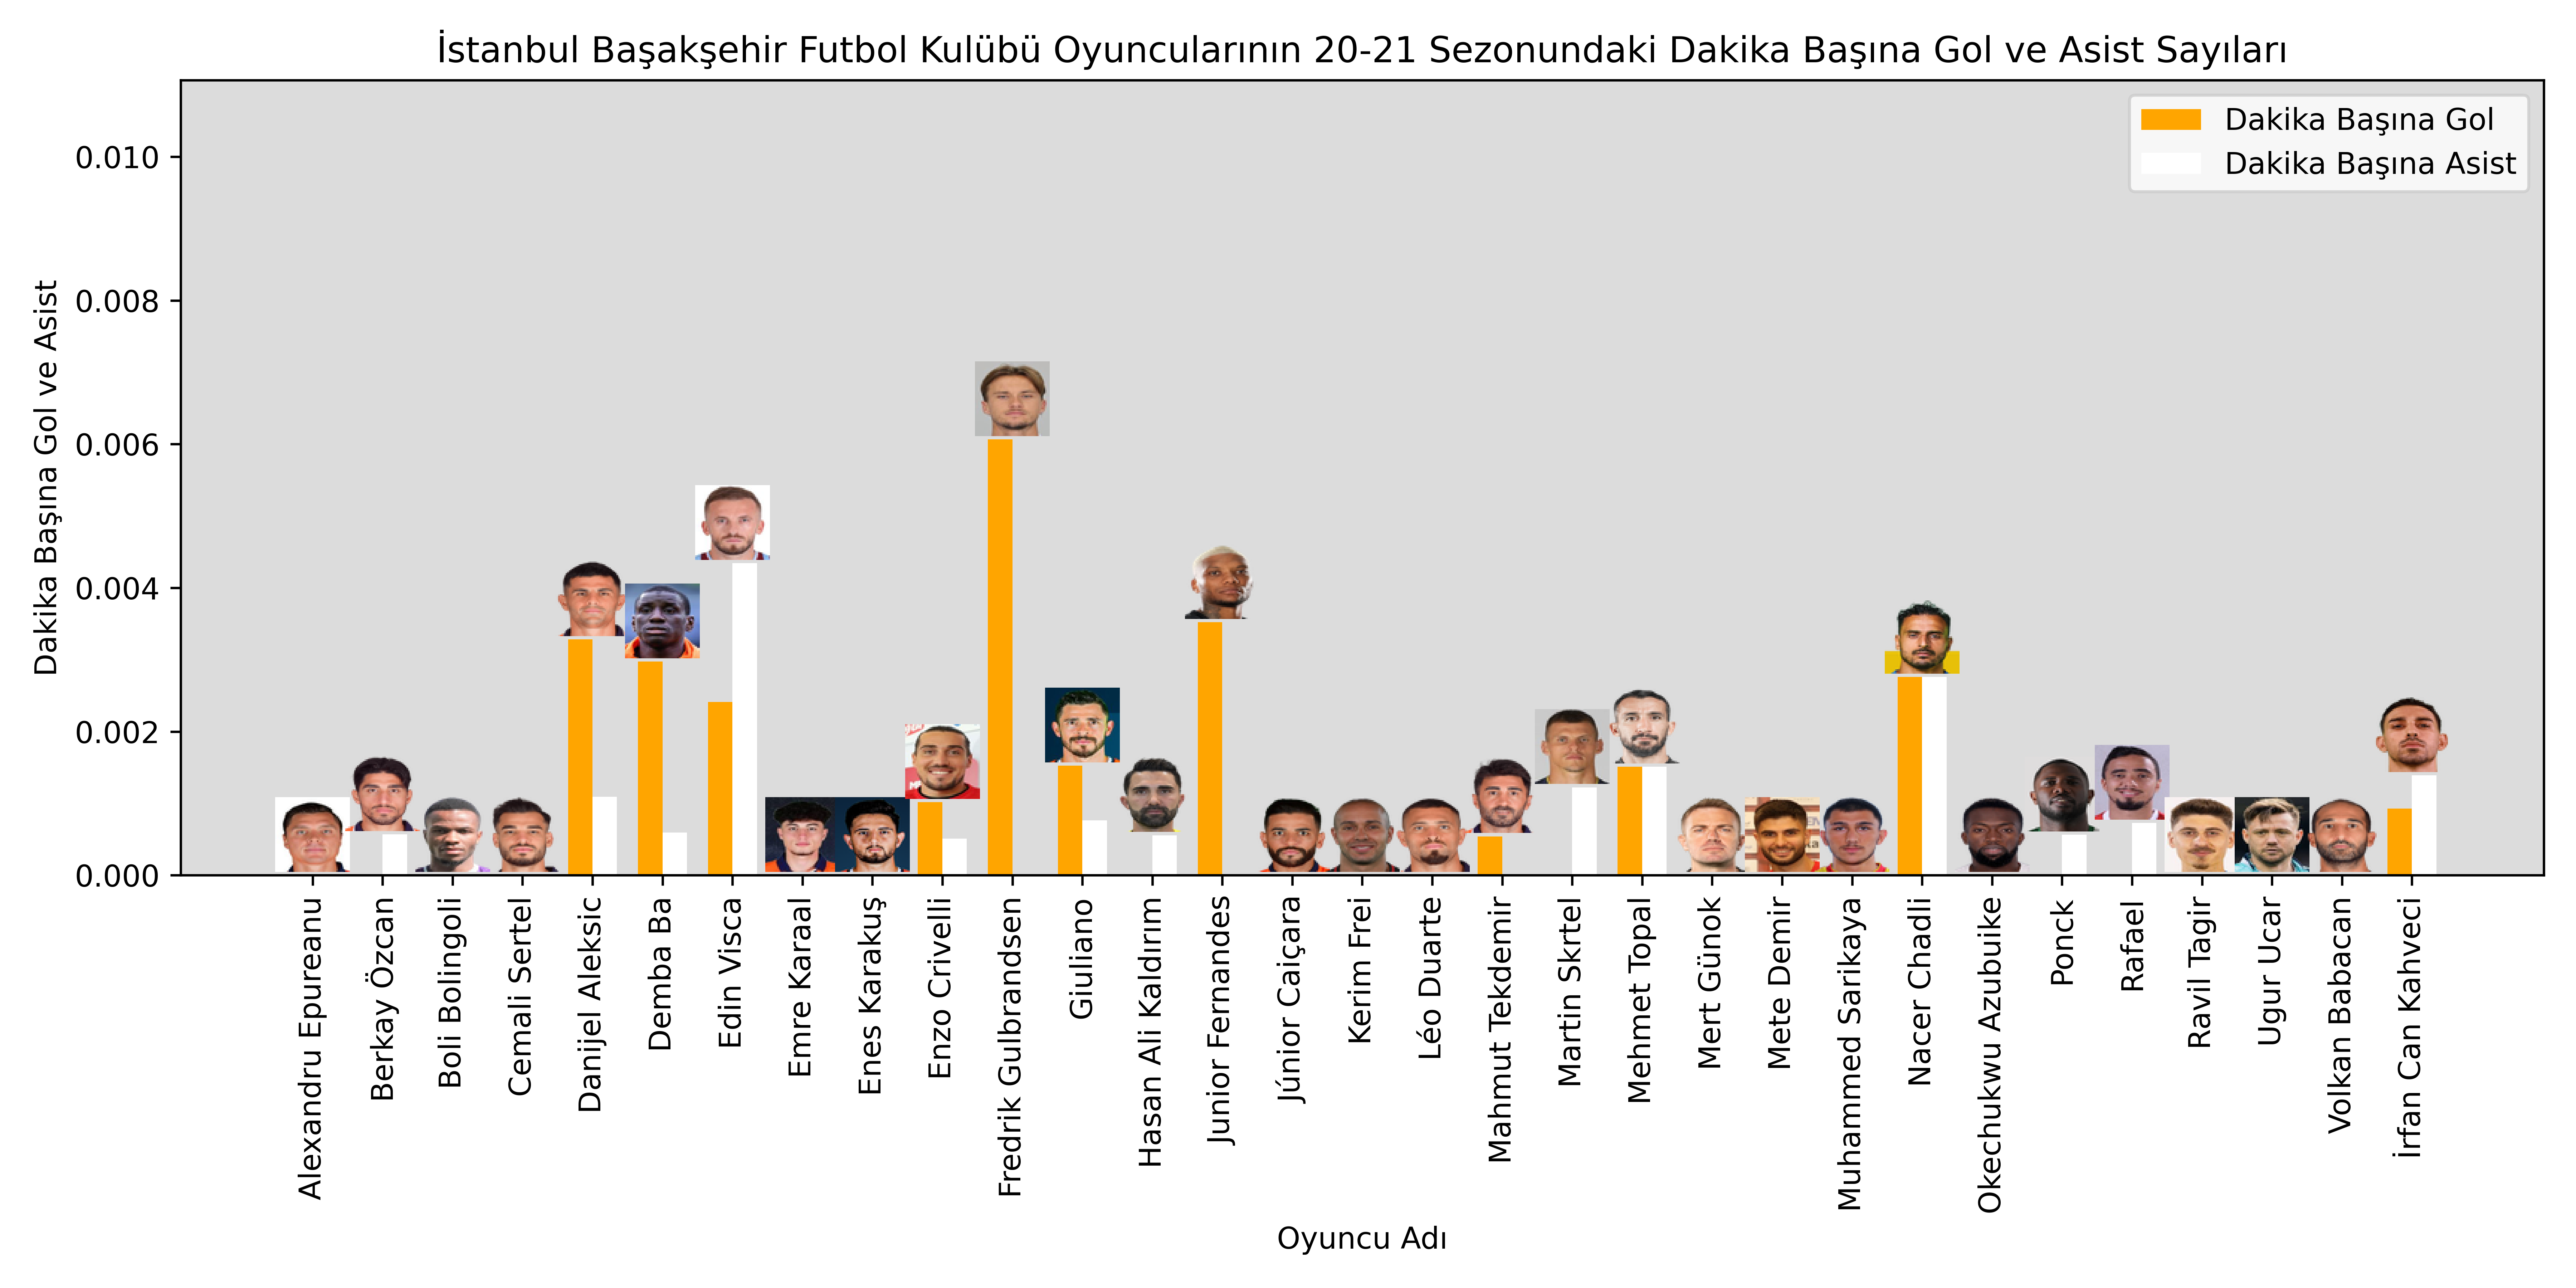 İstanbul Başakşehir Futbol Kulübü Oyuncularının 20-21 Sezonundaki Dakika Başına Gol ve Asist Sayıları
Dakika Başına Gol
Dakika Başına Asist
Dakika Başına Gol ve Asist
0.010
0.008
0.006
0.004
0.002
0.000
Alexandru Epureanu
Berkay Özcan
Boli Bolingoli
Cemali Sertel
Danijel Aleksic
Demba Ba
Edin Visca
Emre Karaal
Enes Karakuş
Enzo Crivelli
Fredrik Gulbrandsen
Giuliano
Hasan Ali Kaldırım
Junior Fernandes
Júnior Caiçara
Kerim Frei
Léo Duarte
Mahmut Tekdemir
Martin Skrtel
Mehmet Topal
Mert Günok
Mete Demir
Muhammed Sarikaya
Nacer Chadli
Okechukwu Azubuike
Ponck
Rafael
Ravil Tagir
Ugur Ucar
Volkan Babacan
İrfan Can Kahveci
Oyuncu Adı